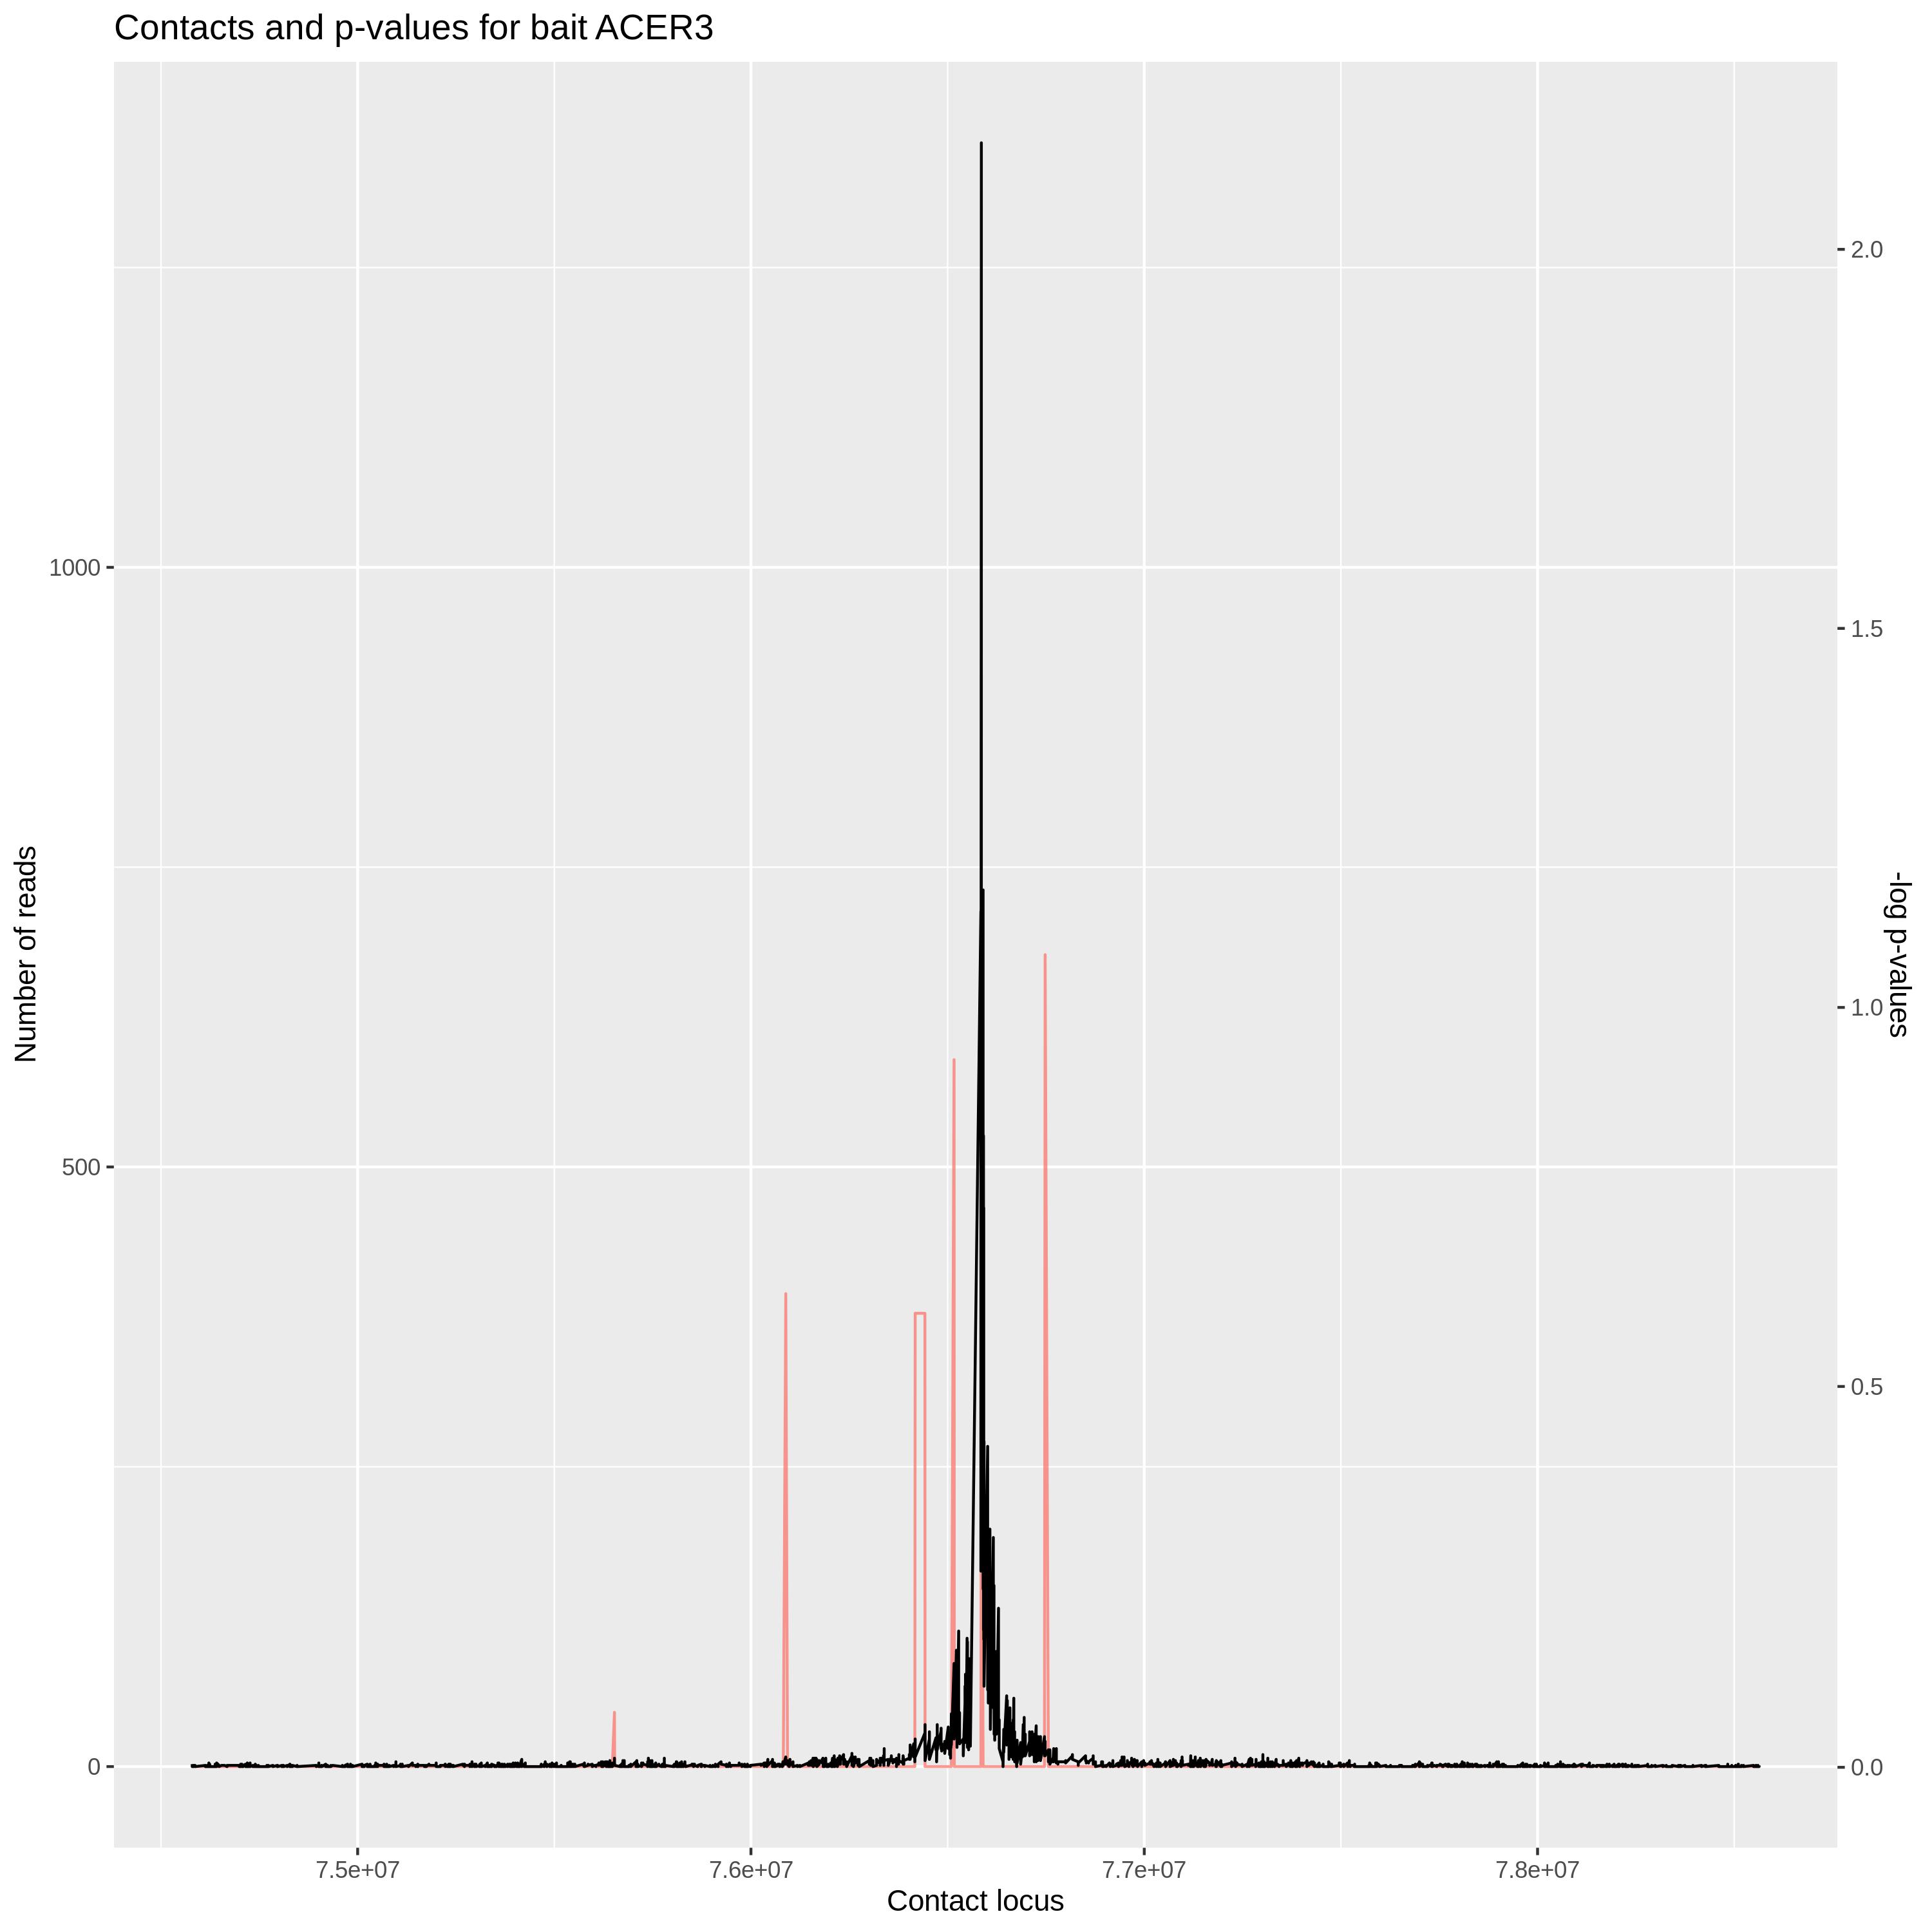 Contacts and p-values for bait ACER3
Number of reads
1000
500
0
2.0
1.5
1.0
0.5
0.0
-log p-values
7.5e+07
7.6e+07
7.7e+07
7.8e+07
Contact locus